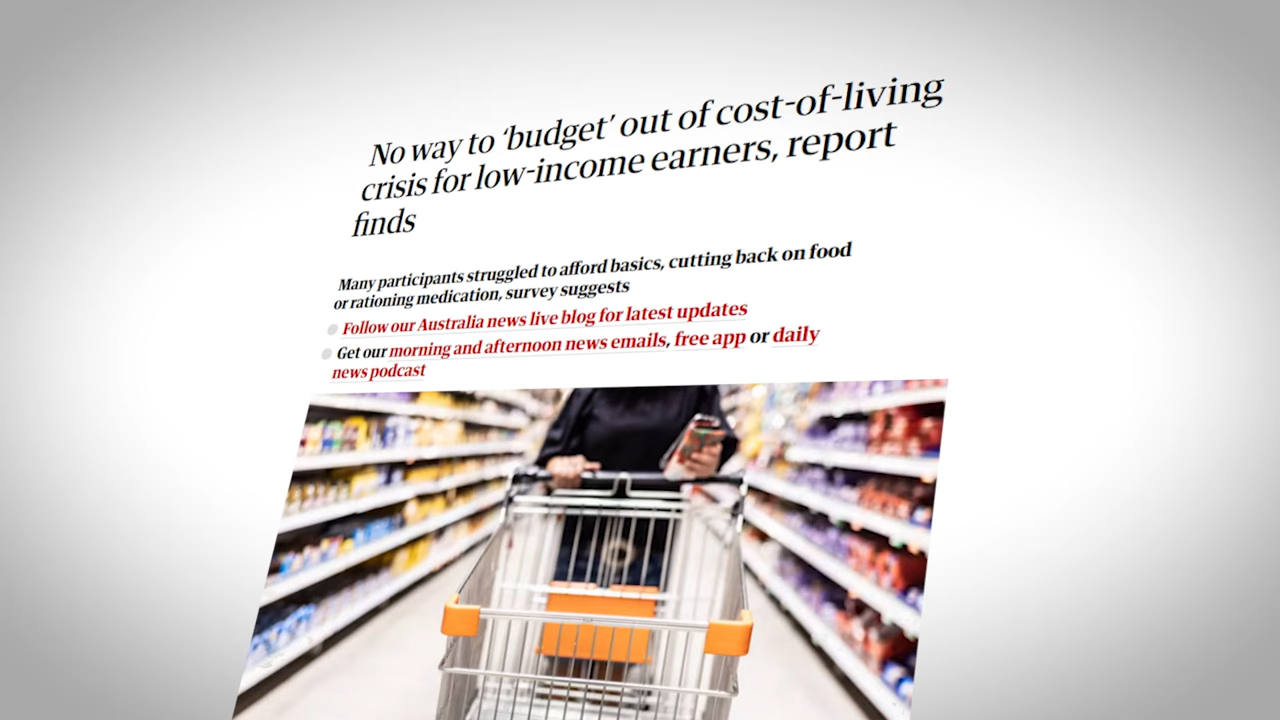 No way to ‘budget’ out of cost-of-living
crisis for low-income earners, report
finds
Many participants struggled to afford basics, cutting back on food
or rationing medication, survey suggests
Follow our Australia news live blog for latest updates
Get our morning and afternoon news emails, free app or daily
news podcast